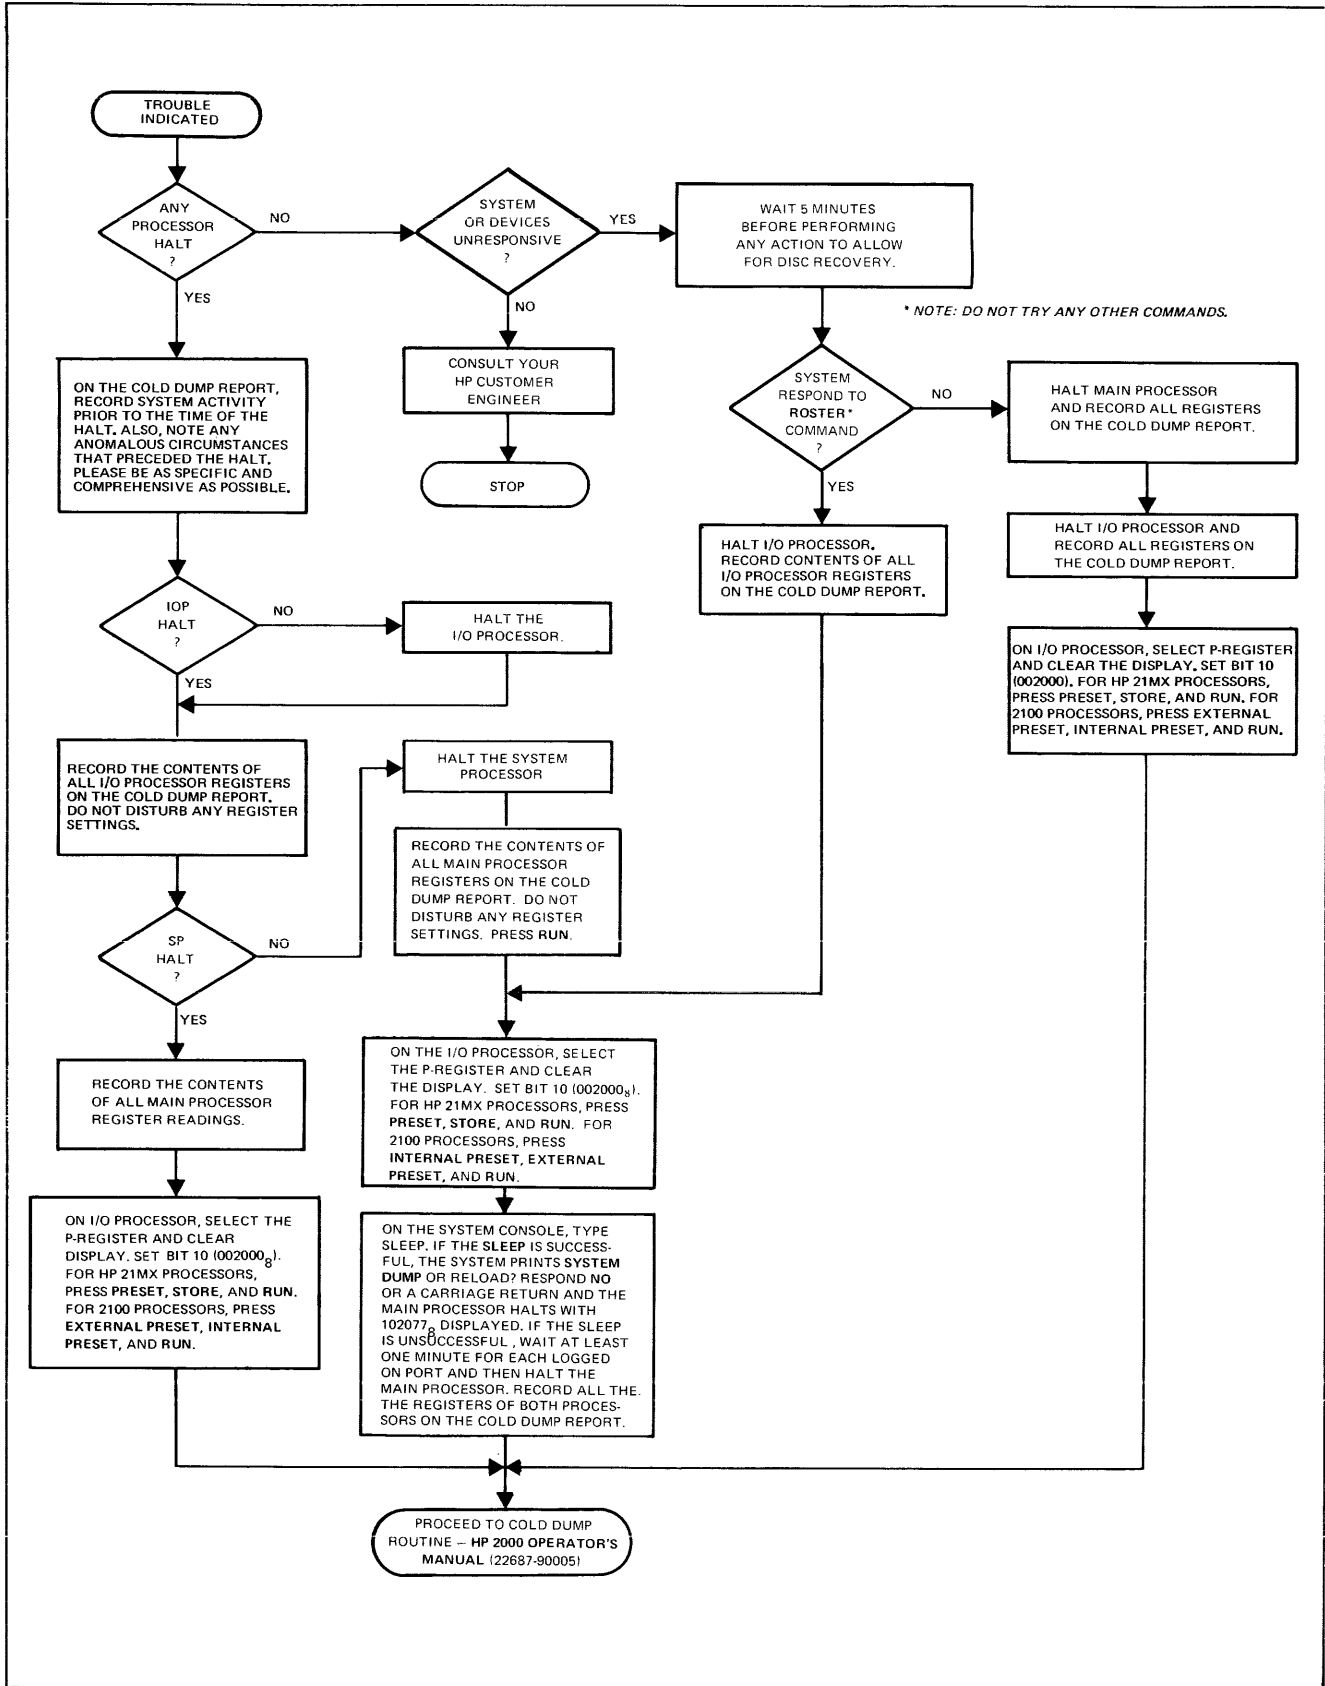 TROUBLE
INDICATED
ANY
PROCESSOR
HALT
?
NO
YES
SYSTEM
OR DEVICES
UNRESPONSIVE
?
YES
NO
WAIT 5 MINUTES
BEFORE PERFORMING
ANY ACTION TO ALLOW
FOR DISC RECOVERY.
* NOTE: DO NOT TRY ANY OTHER COMMANDS.
CONSULT YOUR
HP CUSTOMER
ENGINEER
STOP
SYSTEM
RESPOND TO
ROSTER*
COMMAND
?
NO
YES
HALT MAIN PROCESSOR
AND RECORD ALL REGISTERS
ON THE COLD DUMP REPORT.
ON THE COLD DUMP REPORT,
RECORD SYSTEM ACTIVITY
PRIOR TO THE TIME OF THE
HALT. ALSO, NOTE ANY
ANOMALOUS CIRCUMSTANCES
THAT PRECEDED THE HALT.
PLEASE BE AS SPECIFIC AND
COMPREHENSIVE AS POSSIBLE.
HALT I/O PROCESSOR.
RECORD CONTENTS OF ALL
I/O PROCESSOR REGISTERS
ON THE COLD DUMP REPORT.
HALT I/O PROCESSOR AND
RECORD ALL REGISTERS ON
THE COLD DUMP REPORT.
IOP
HALT
?
NO
YES
HALT THE
I/O PROCESSOR.
ON I/O PROCESSOR, SELECT P-REGISTER
AND CLEAR THE DISPLAY. SET BIT 10
(002000). FOR HP 21MX PROCESSORS,
PRESS PRESET, STORE, AND RUN. FOR
2100 PROCESSORS, PRESS EXTERNAL
PRESET, INTERNAL PRESET, AND RUN.
RECORD THE CONTENTS OF
ALL I/O PROCESSOR REGISTERS
ON THE COLD DUMP REPORT.
DO NOT DISTURB ANY REGISTER
SETTINGS.
HALT THE SYSTEM
PROCESSOR
RECORD THE CONTENTS OF
ALL MAIN PROCESSOR
REGISTERS ON THE COLD
DUMP REPORT. DO NOT
DISTURB ANY REGISTER
SETTINGS. PRESS RUN.
SP
HALT
?
NO
YES
RECORD THE CONTENTS
OF ALL MAIN PROCESSOR
REGISTER READINGS.
ON THE I/O PROCESSOR, SELECT
THE P-REGISTER AND CLEAR
THE DISPLAY. SET BIT 10 (002000₈).
FOR HP 21MX PROCESSORS, PRESS
PRESET, STORE, AND RUN. FOR
2100 PROCESSORS, PRESS
INTERNAL PRESET, EXTERNAL
PRESET, AND RUN.
ON I/O PROCESSOR, SELECT THE
P-REGISTER AND CLEAR
DISPLAY. SET BIT 10 (002000₈).
FOR HP 21MX PROCESSORS,
PRESS PRESET, STORE, AND RUN.
FOR 2100 PROCESSORS, PRESS
EXTERNAL PRESET, INTERNAL
PRESET, AND RUN.
ON THE SYSTEM CONSOLE, TYPE
SLEEP. IF THE SLEEP IS SUCCESS-
FUL, THE SYSTEM PRINTS SYSTEM
DUMP OR RELOAD? RESPOND NO
OR A CARRIAGE RETURN AND THE
MAIN PROCESSOR HALTS WITH
102077₈ DISPLAYED. IF THE SLEEP
IS UNSUCCESSFUL , WAIT AT LEAST
ONE MINUTE FOR EACH LOGGED
ON PORT AND THEN HALT THE
MAIN PROCESSOR. RECORD ALL THE.
THE REGISTERS OF BOTH PROCES-
SORS ON THE COLD DUMP REPORT.
PROCEED TO COLD DUMP
ROUTINE – HP 2000 OPERATOR'S
MANUAL (22687-90005)